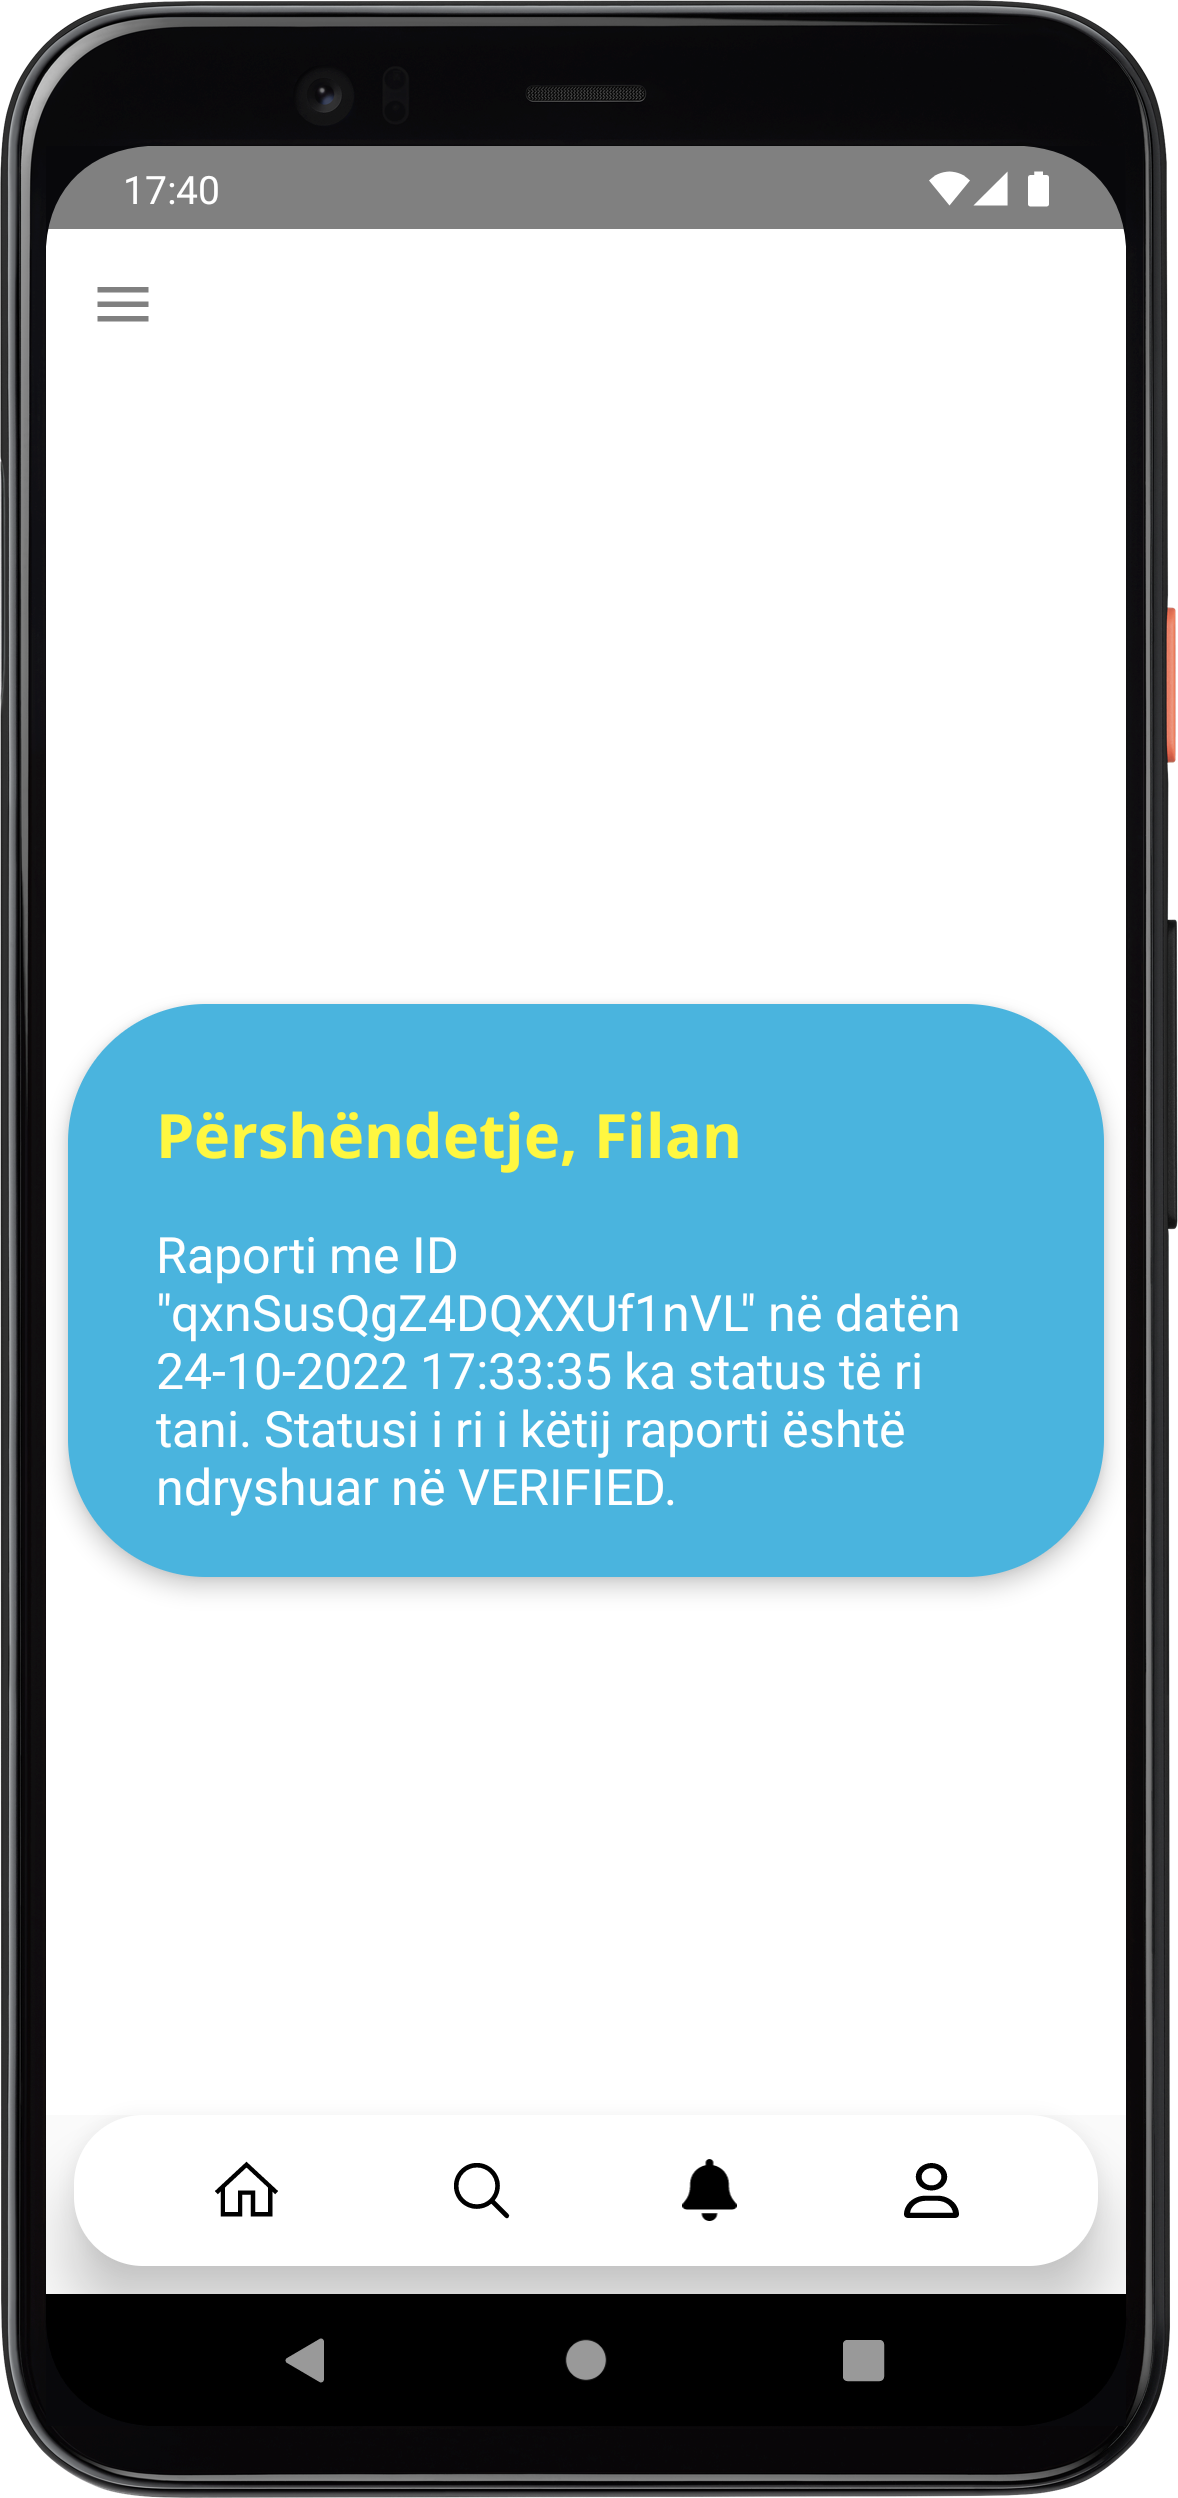 17:40
Përshëndetje, Filan
Raporti me ID
"qxnSusQgZ4DQXXUf1nVL" në datën
24-10-2022 17:33:35 ka status të ri
tani. Statusi i ri i këtij raporti është
ndryshuar në VERIFIED.